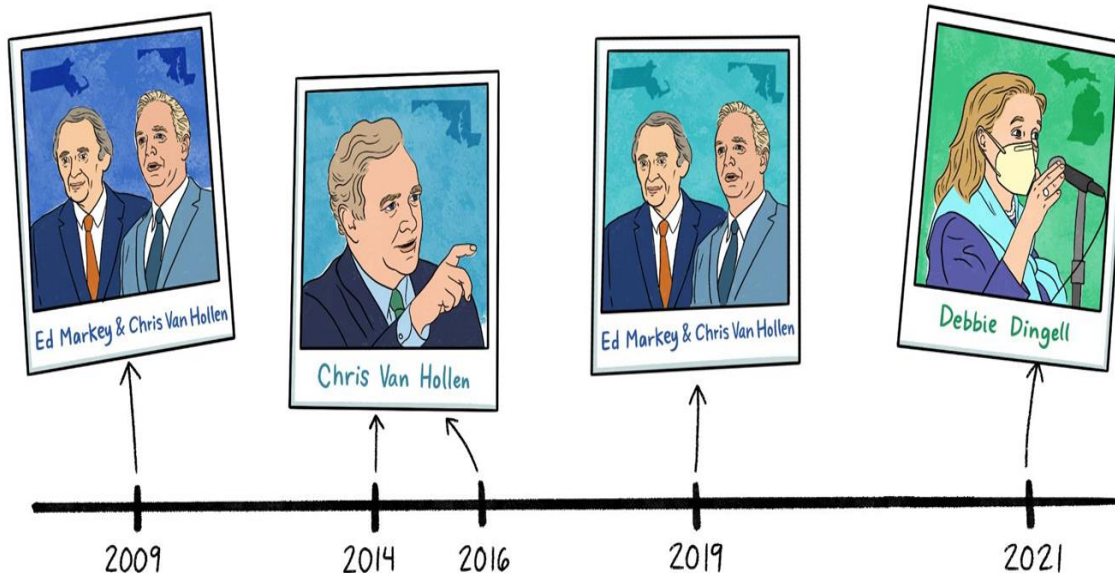 Ed Markey & Chris Van Hollen
Chris Van Hollen
Ed Markey & Chris Van Hollen
Debbie Dingell
2009
2014
2016
2019
2021